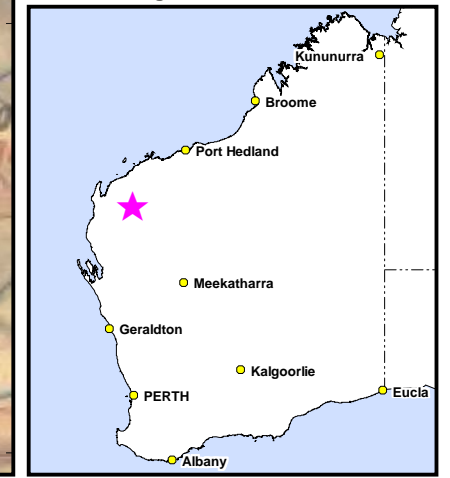 Kununurra
Broome
Port Hedland
Meekatharra
Geraldton
Kalgoorlie
PERTH
Eucla
Albany